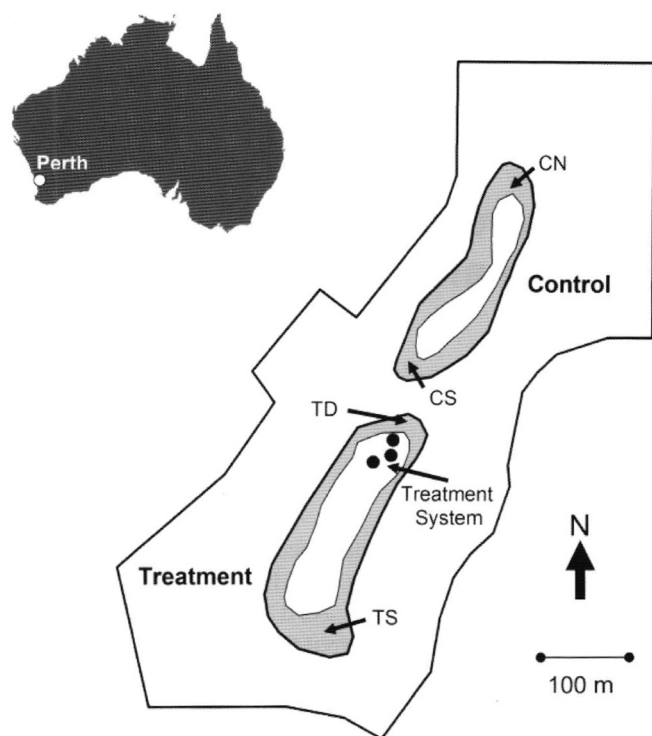 Perth
CN
Control
CS
TD
Treatment
System
N
Treatment
TS
100 m